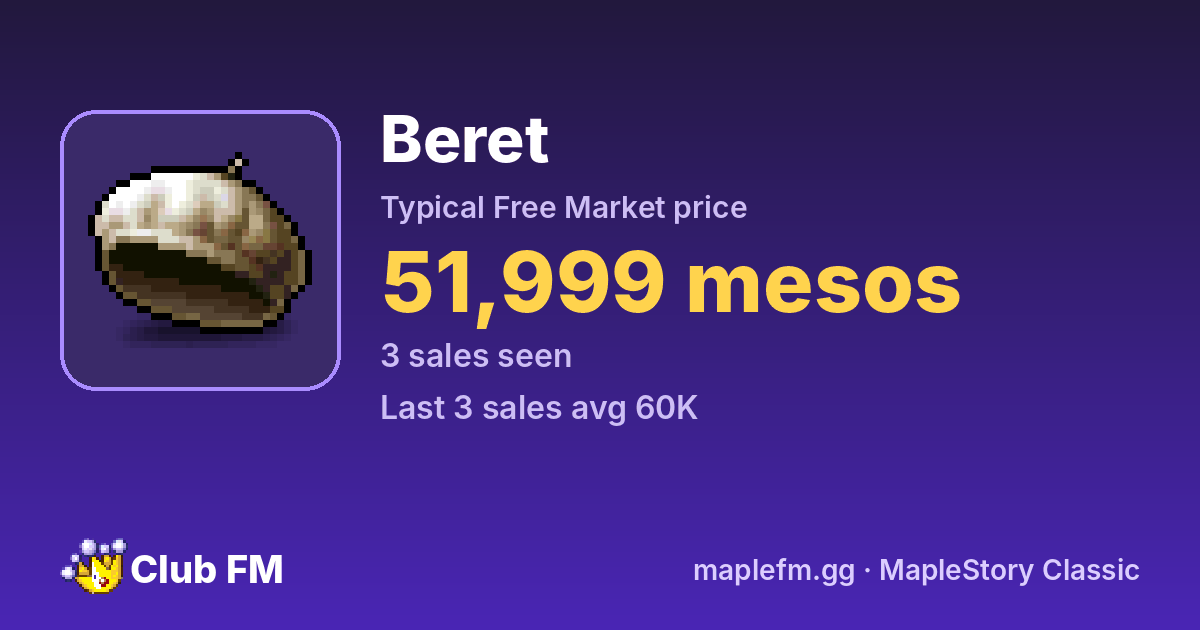 Beret
Typical Free Market price
51,999 mesos
3 sales seen
Last 3 sales avg 60K
Club FM
maplefm.gg · MapleStory Classic